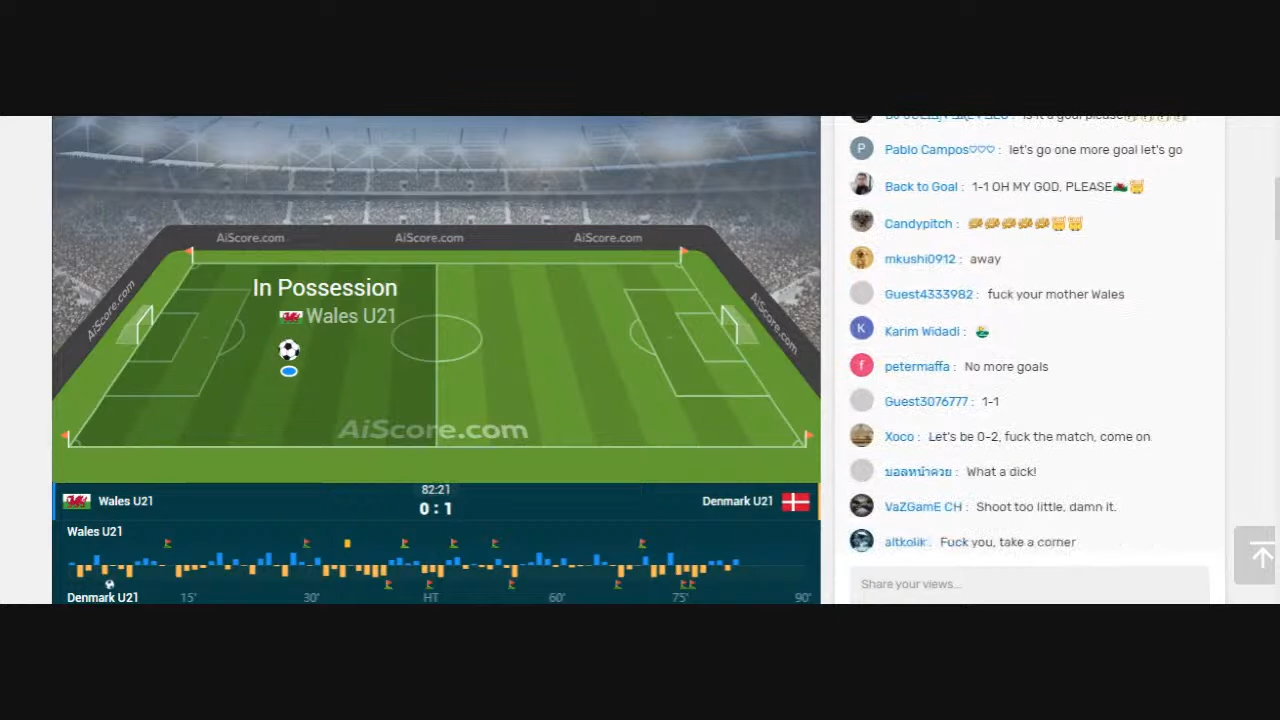 is it a goal please
Pablo Campos♡♡♡ : let's go one more goal let's go
AiScore.com AiScore.com AiScore.com
Back to Goal : 1-1 OH MY GOD, PLEASE🏴󠁧󠁢󠁷󠁬󠁳󠁿
Candypitch :
mkushi0912 : away
In Possession
Guest4333982 : fuck your mother Wales
AiScore.com
AiScore.com
Wales U21
Karim Widadi :
petermaffa : No more goals
Guest3076777 : 1-1
AiScore.com
Xoco : Let's be 0-2, fuck the match, come on
บอลหน้าควย : What a dick!
82:21
Wales U21 0 : 1 Denmark U21
VaZGamE CH : Shoot too little, damn it.
Wales U21
altkolik : Fuck you, take a corner
Share your views...
Denmark U21 15' 30' HT 60' 75' 90'